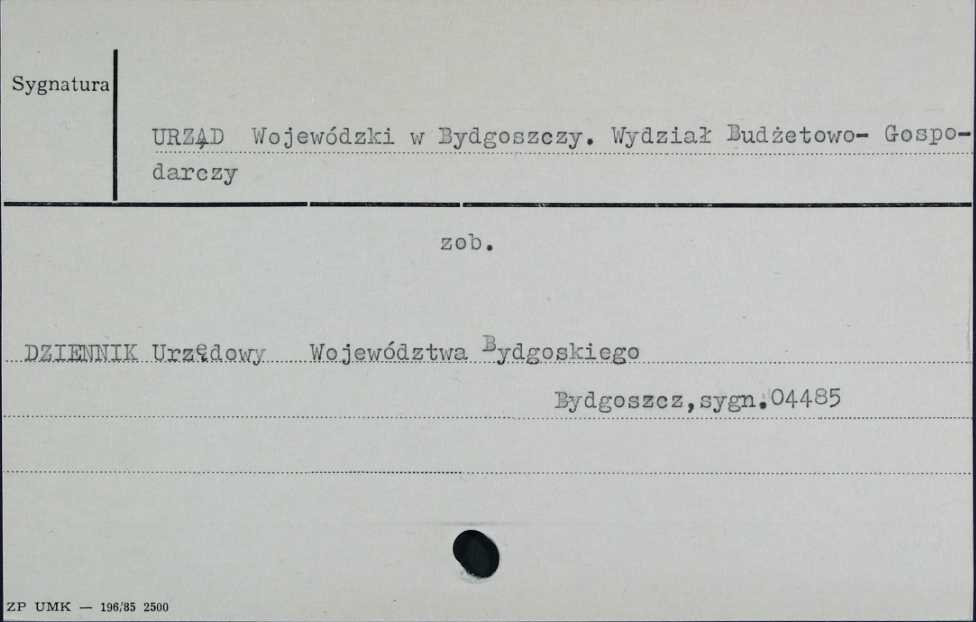 Sygnatura
URZĄD Wojewódzki w Bydgoszczy. Wydział Budżetowo- Gospo-
darczy
zob.
DZIENNIK Urzędowy Województwa Bydgoskiego
Bydgoszcz,sygn.04485
ZP UMK — 196/85 2500